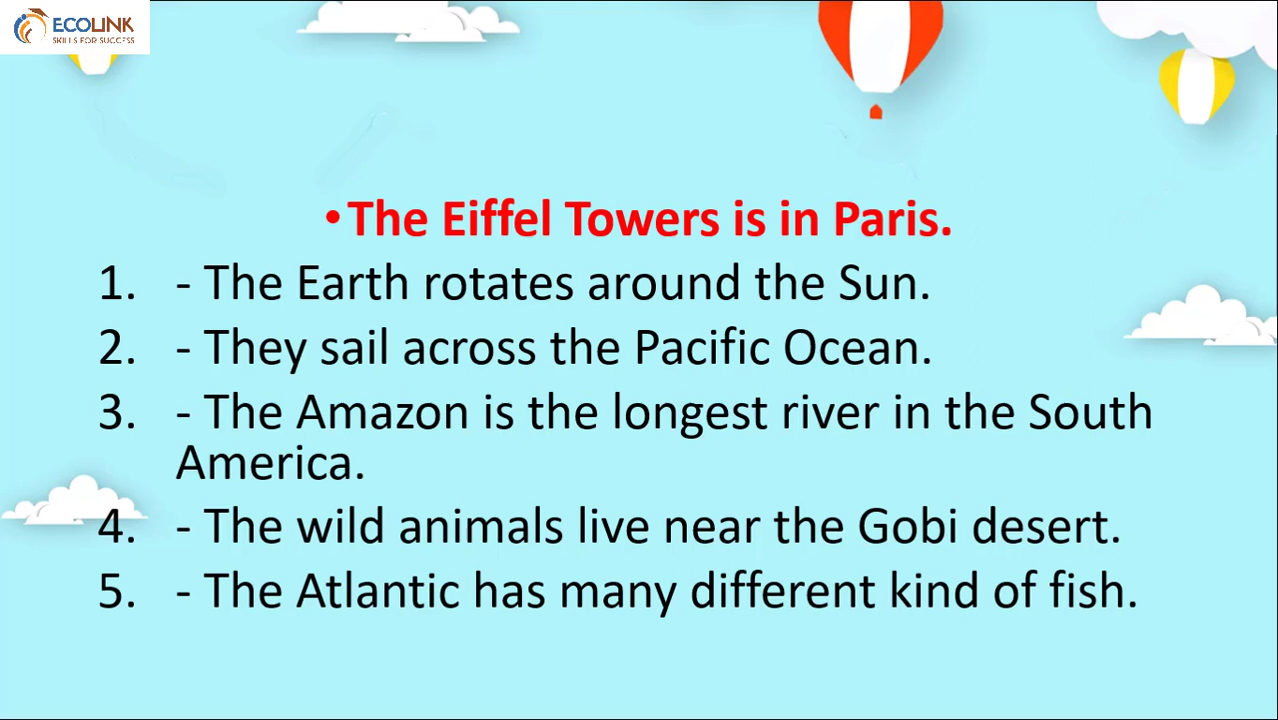 ECOLINK
SKILLS FOR SUCCESS
•The Eiffel Towers is in Paris.
1. - The Earth rotates around the Sun.
2. - They sail across the Pacific Ocean.
3. - The Amazon is the longest river in the South
America.
4. - The wild animals live near the Gobi desert.
5. - The Atlantic has many different kind of fish.